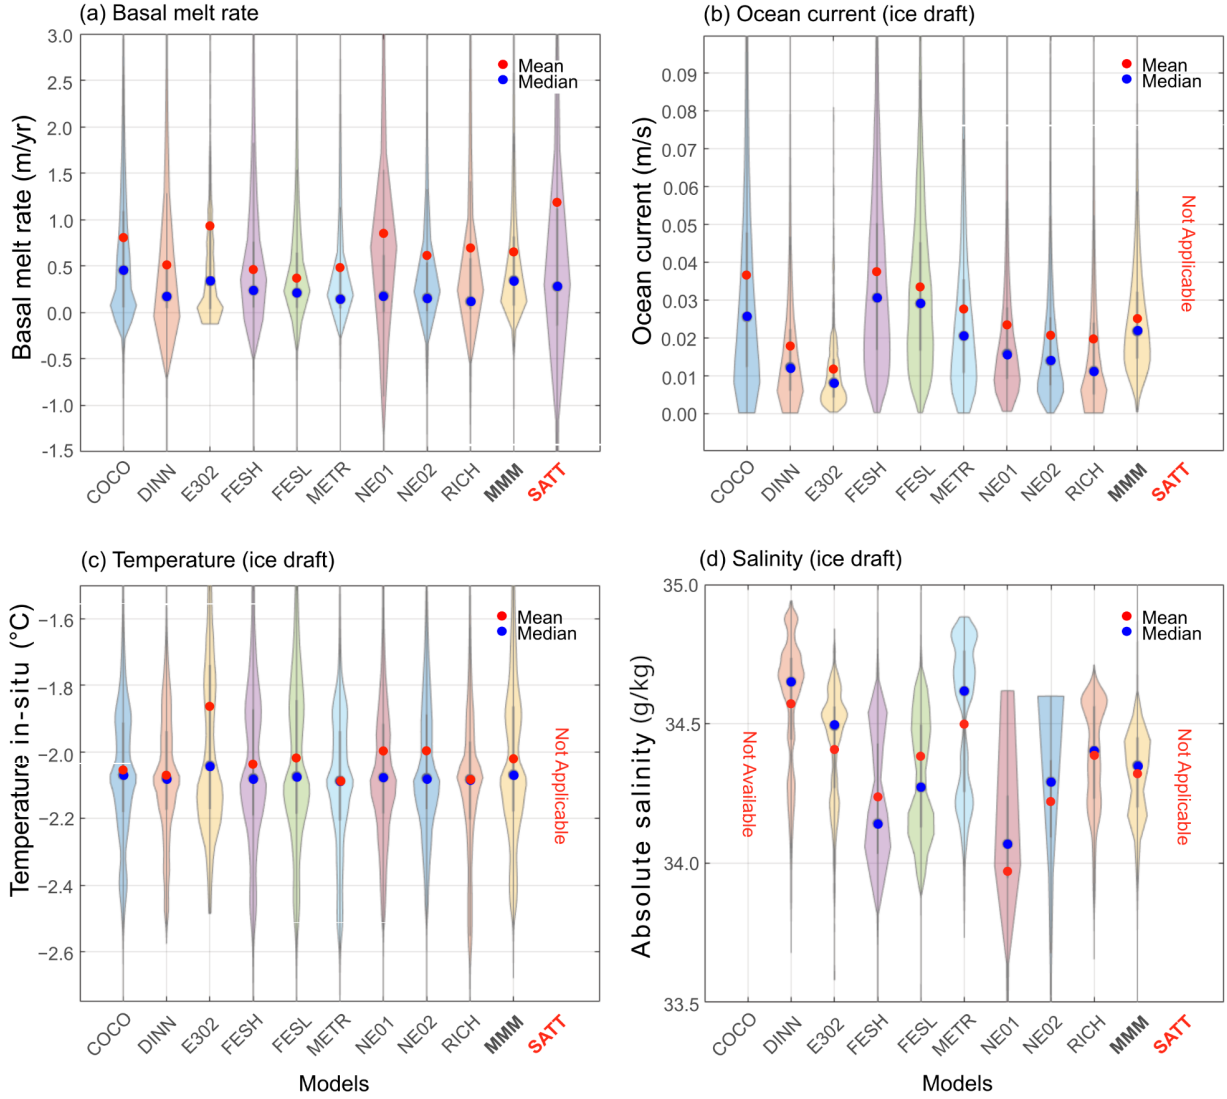 (a) Basal melt rate
Basal melt rate (m/yr)
3.0
2.5
2.0
1.5
1.0
0.5
0.0
-0.5
-1.0
-1.5
Mean
Median
COCO
DINN
E302
FESH
FESL
METR
NE01
NE02
RICH
MMM
SATT
(b) Ocean current (ice draft)
Ocean current (m/s)
0.09
0.08
0.07
0.06
0.05
0.04
0.03
0.02
0.01
0.00
Mean
Median
Not Applicable
COCO
DINN
E302
FESH
FESL
METR
NE01
NE02
RICH
MMM
SATT
(c) Temperature (ice draft)
Temperature in-situ (°C)
−1.6
−1.8
−2.0
−2.2
−2.4
−2.6
Mean
Median
Not Applicable
COCO
DINN
E302
FESH
FESL
METR
NE01
NE02
RICH
MMM
SATT
Models
(d) Salinity (ice draft)
Absolute salinity (g/kg)
35.0
34.5
34.0
33.5
Mean
Median
Not Available
Not Applicable
COCO
DINN
E302
FESH
FESL
METR
NE01
NE02
RICH
MMM
SATT
Models